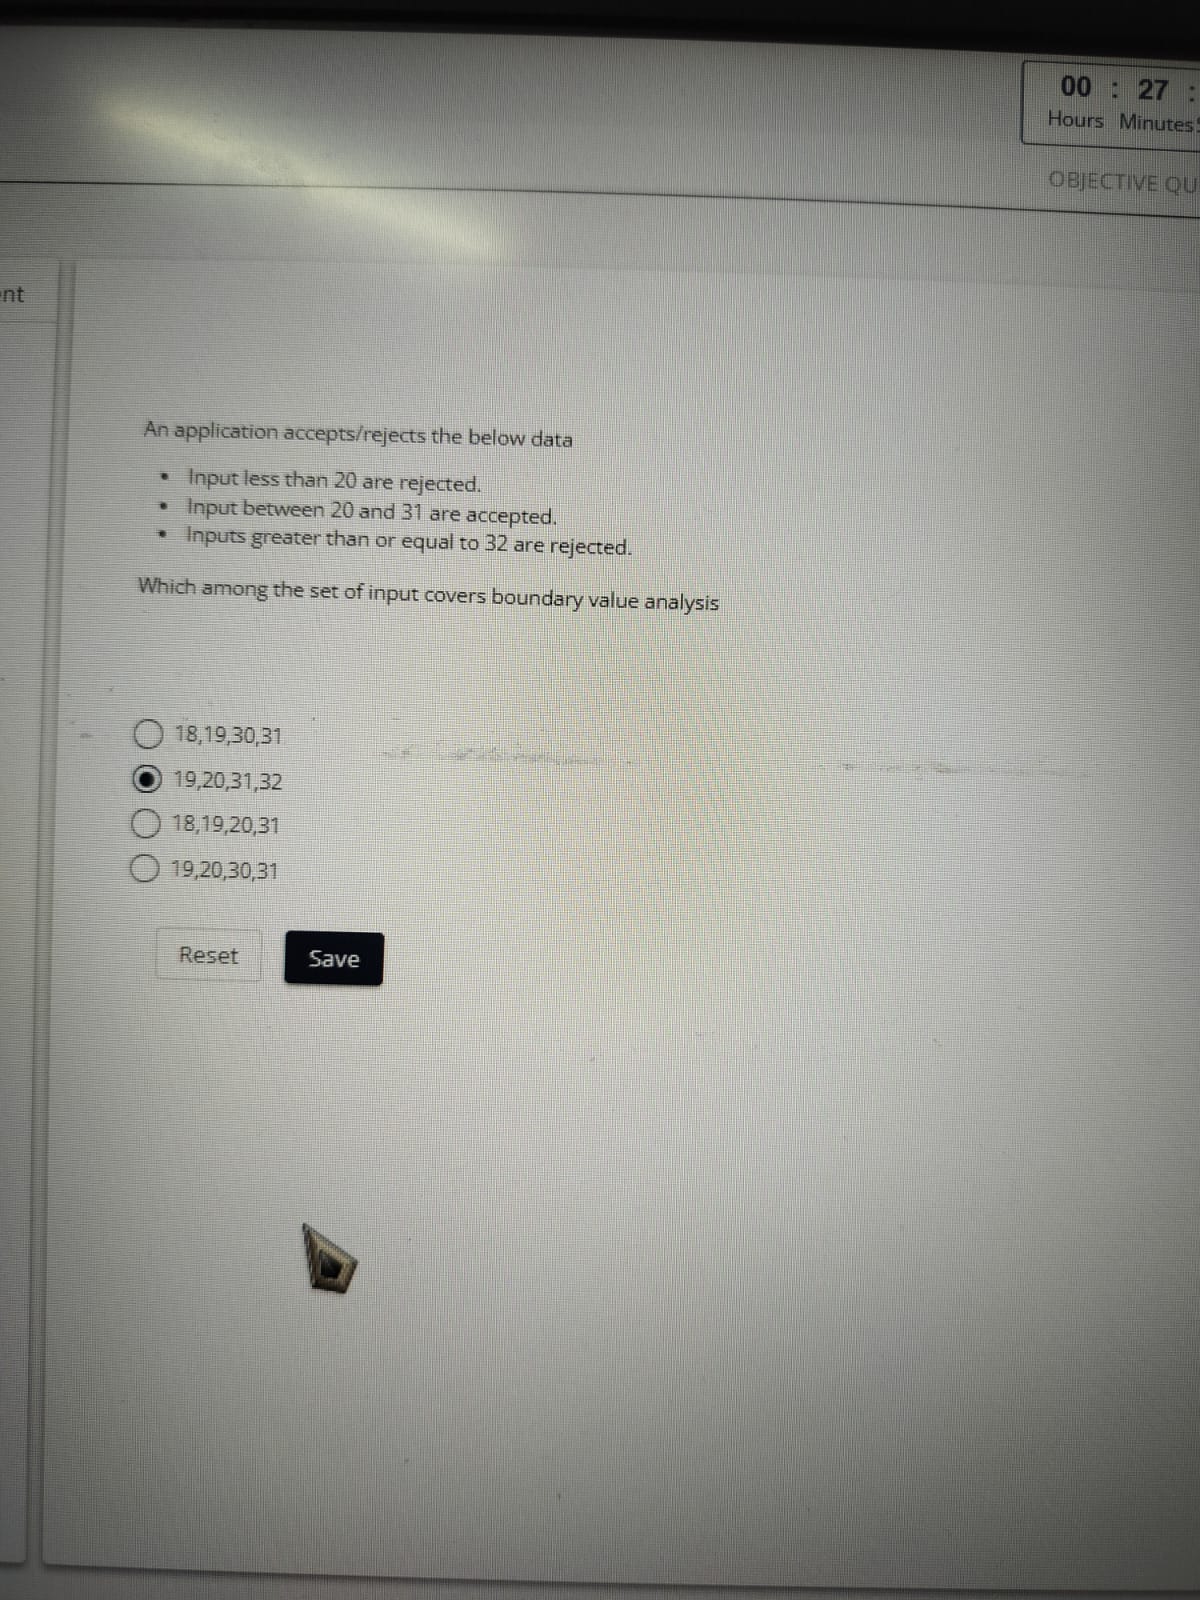 00 : 27 :
Hours Minutes
OBJECTIVE QU
nt
An application accepts/rejects the below data
• Input less than 20 are rejected.
• Input between 20 and 31 are accepted.
• Inputs greater than or equal to 32 are rejected.
Which among the set of input covers boundary value analysis
18,19,30,31
19,20,31,32
18,19,20,31
19,20,30,31
Reset Save